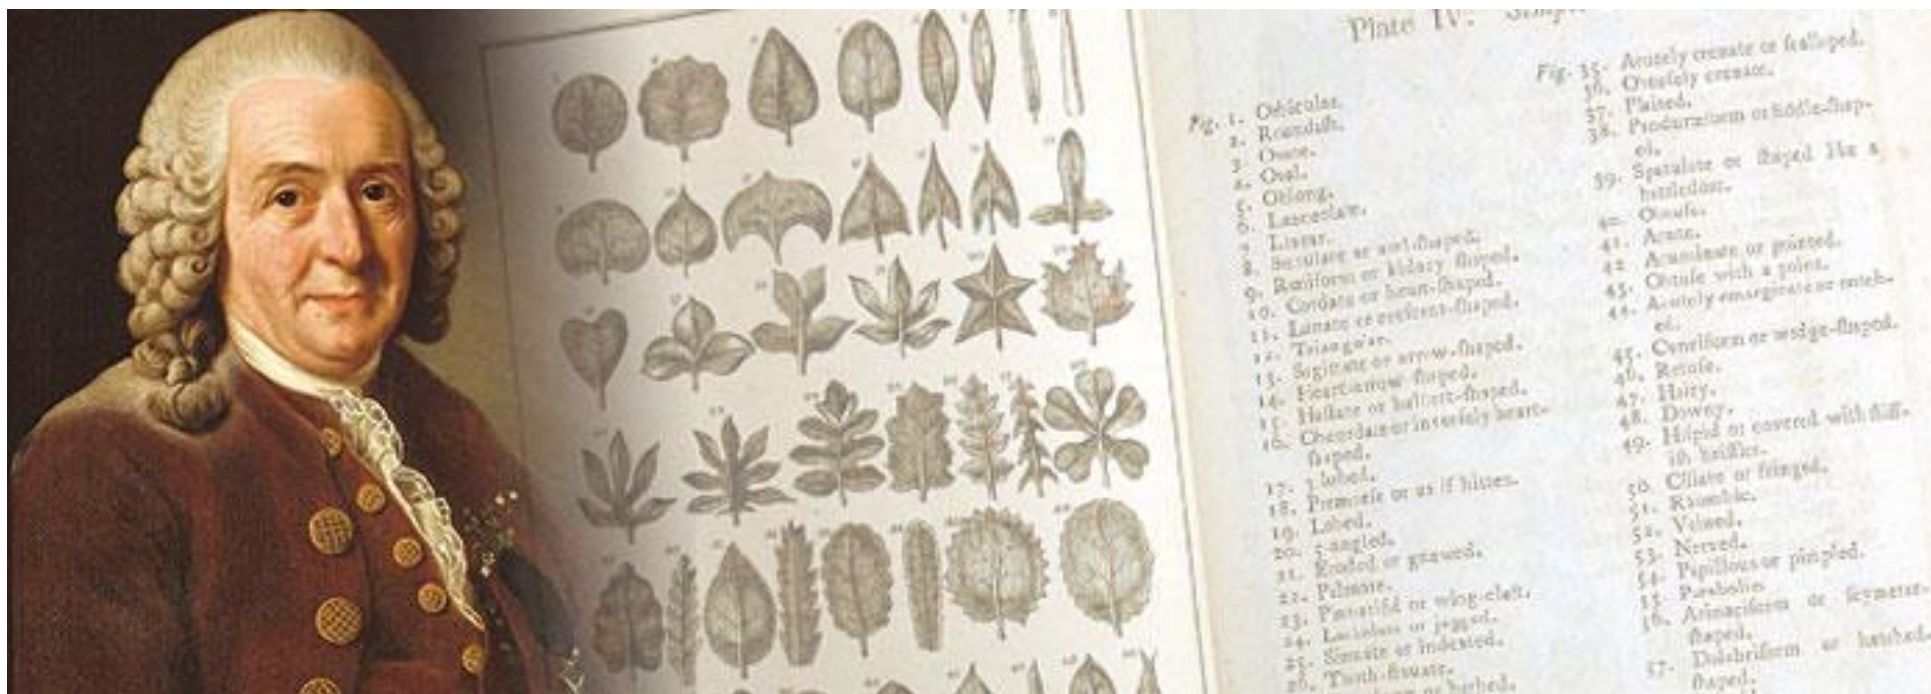 Plate IV.
Fig. 1. Orbicular.
2. Roundiſh.
3. Ovate.
4. Oval.
5. Oblong.
6. Lanceolate.
7. Linear.
8. Subulate or awl-ſhaped.
9. Reniform or kidney ſhaped.
10. Cordate or heart-ſhaped.
11. Lunate or creſcent-ſhaped.
12. Triangular.
13. Sagittate or arrow-ſhaped.
14. Heart-arrow-ſhaped.
15. Haſtate or halbert-ſhaped.
16. Obcordate or inverſely heart-
ſhaped.
17. 3 lobed.
18. Præmorſe or as if bitten.
19. Lobed.
20. 5-angled.
21. Eroded or gnawed.
22. Palmate.
23. Pinnatifid or wing-cleft.
24. Laciniate or jagged.
25. Sinuate or indented.
26. Tooth-ſinuate.
or barbed.
Fig. 35. Acutely crenate or ſcalloped.
36. Obtuſely crenate.
37. Plaited.
38. Panduraeform or fiddle-ſhap-
ed.
39. Spatulate or ſhaped like a
battledore.
40. Obtuſe.
41. Acute.
42. Acuminate or pointed.
43. Obtuſe with a point.
44. Acutely emarginate or notch-
ed.
45. Cuneiform or wedge-ſhaped.
46. Retuſe.
47. Hairy.
48. Downy.
49. Hiſpid or covered with ſtiff-
iſh briſtles.
50. Ciliate or fringed.
51. Rhombic.
52. Veined.
53. Nerved.
54. Papillous or pimpled.
55. Parabolic.
56. Acinaciform or ſcymetar-
ſhaped.
57. Dolabriform or hatchet-
ſhaped.